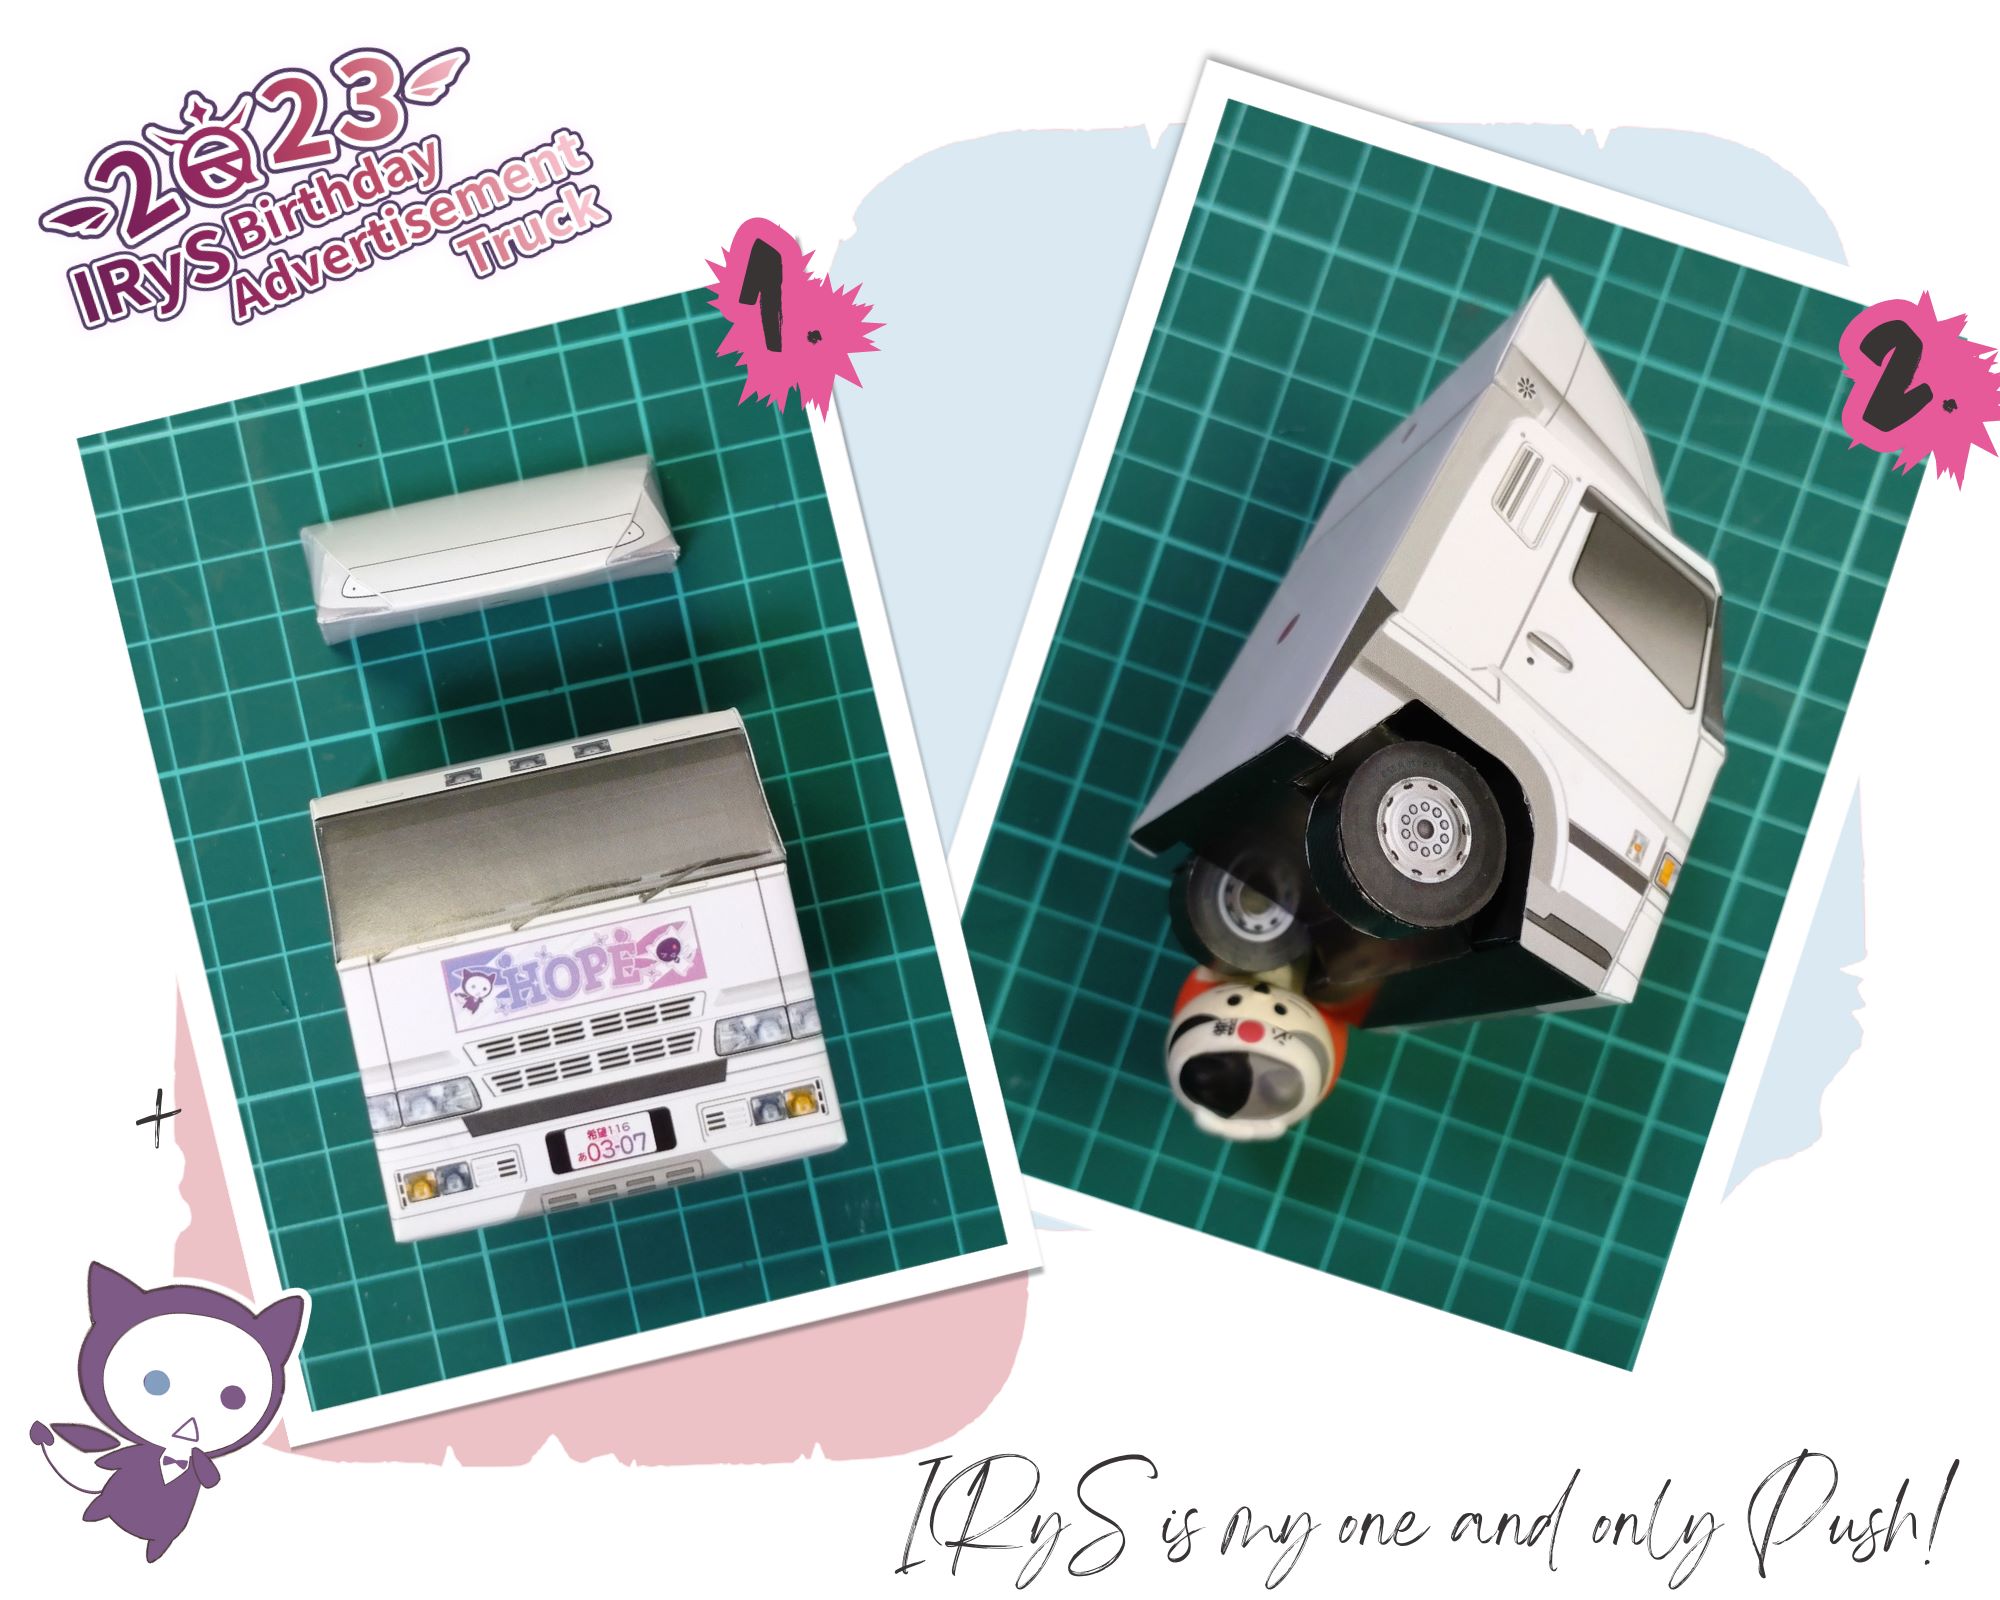 2023
IRyS Birthday
Advertisement
Truck
1.
2.
HOPE
希望116
あ03-07
IRyS is my one and only Push!